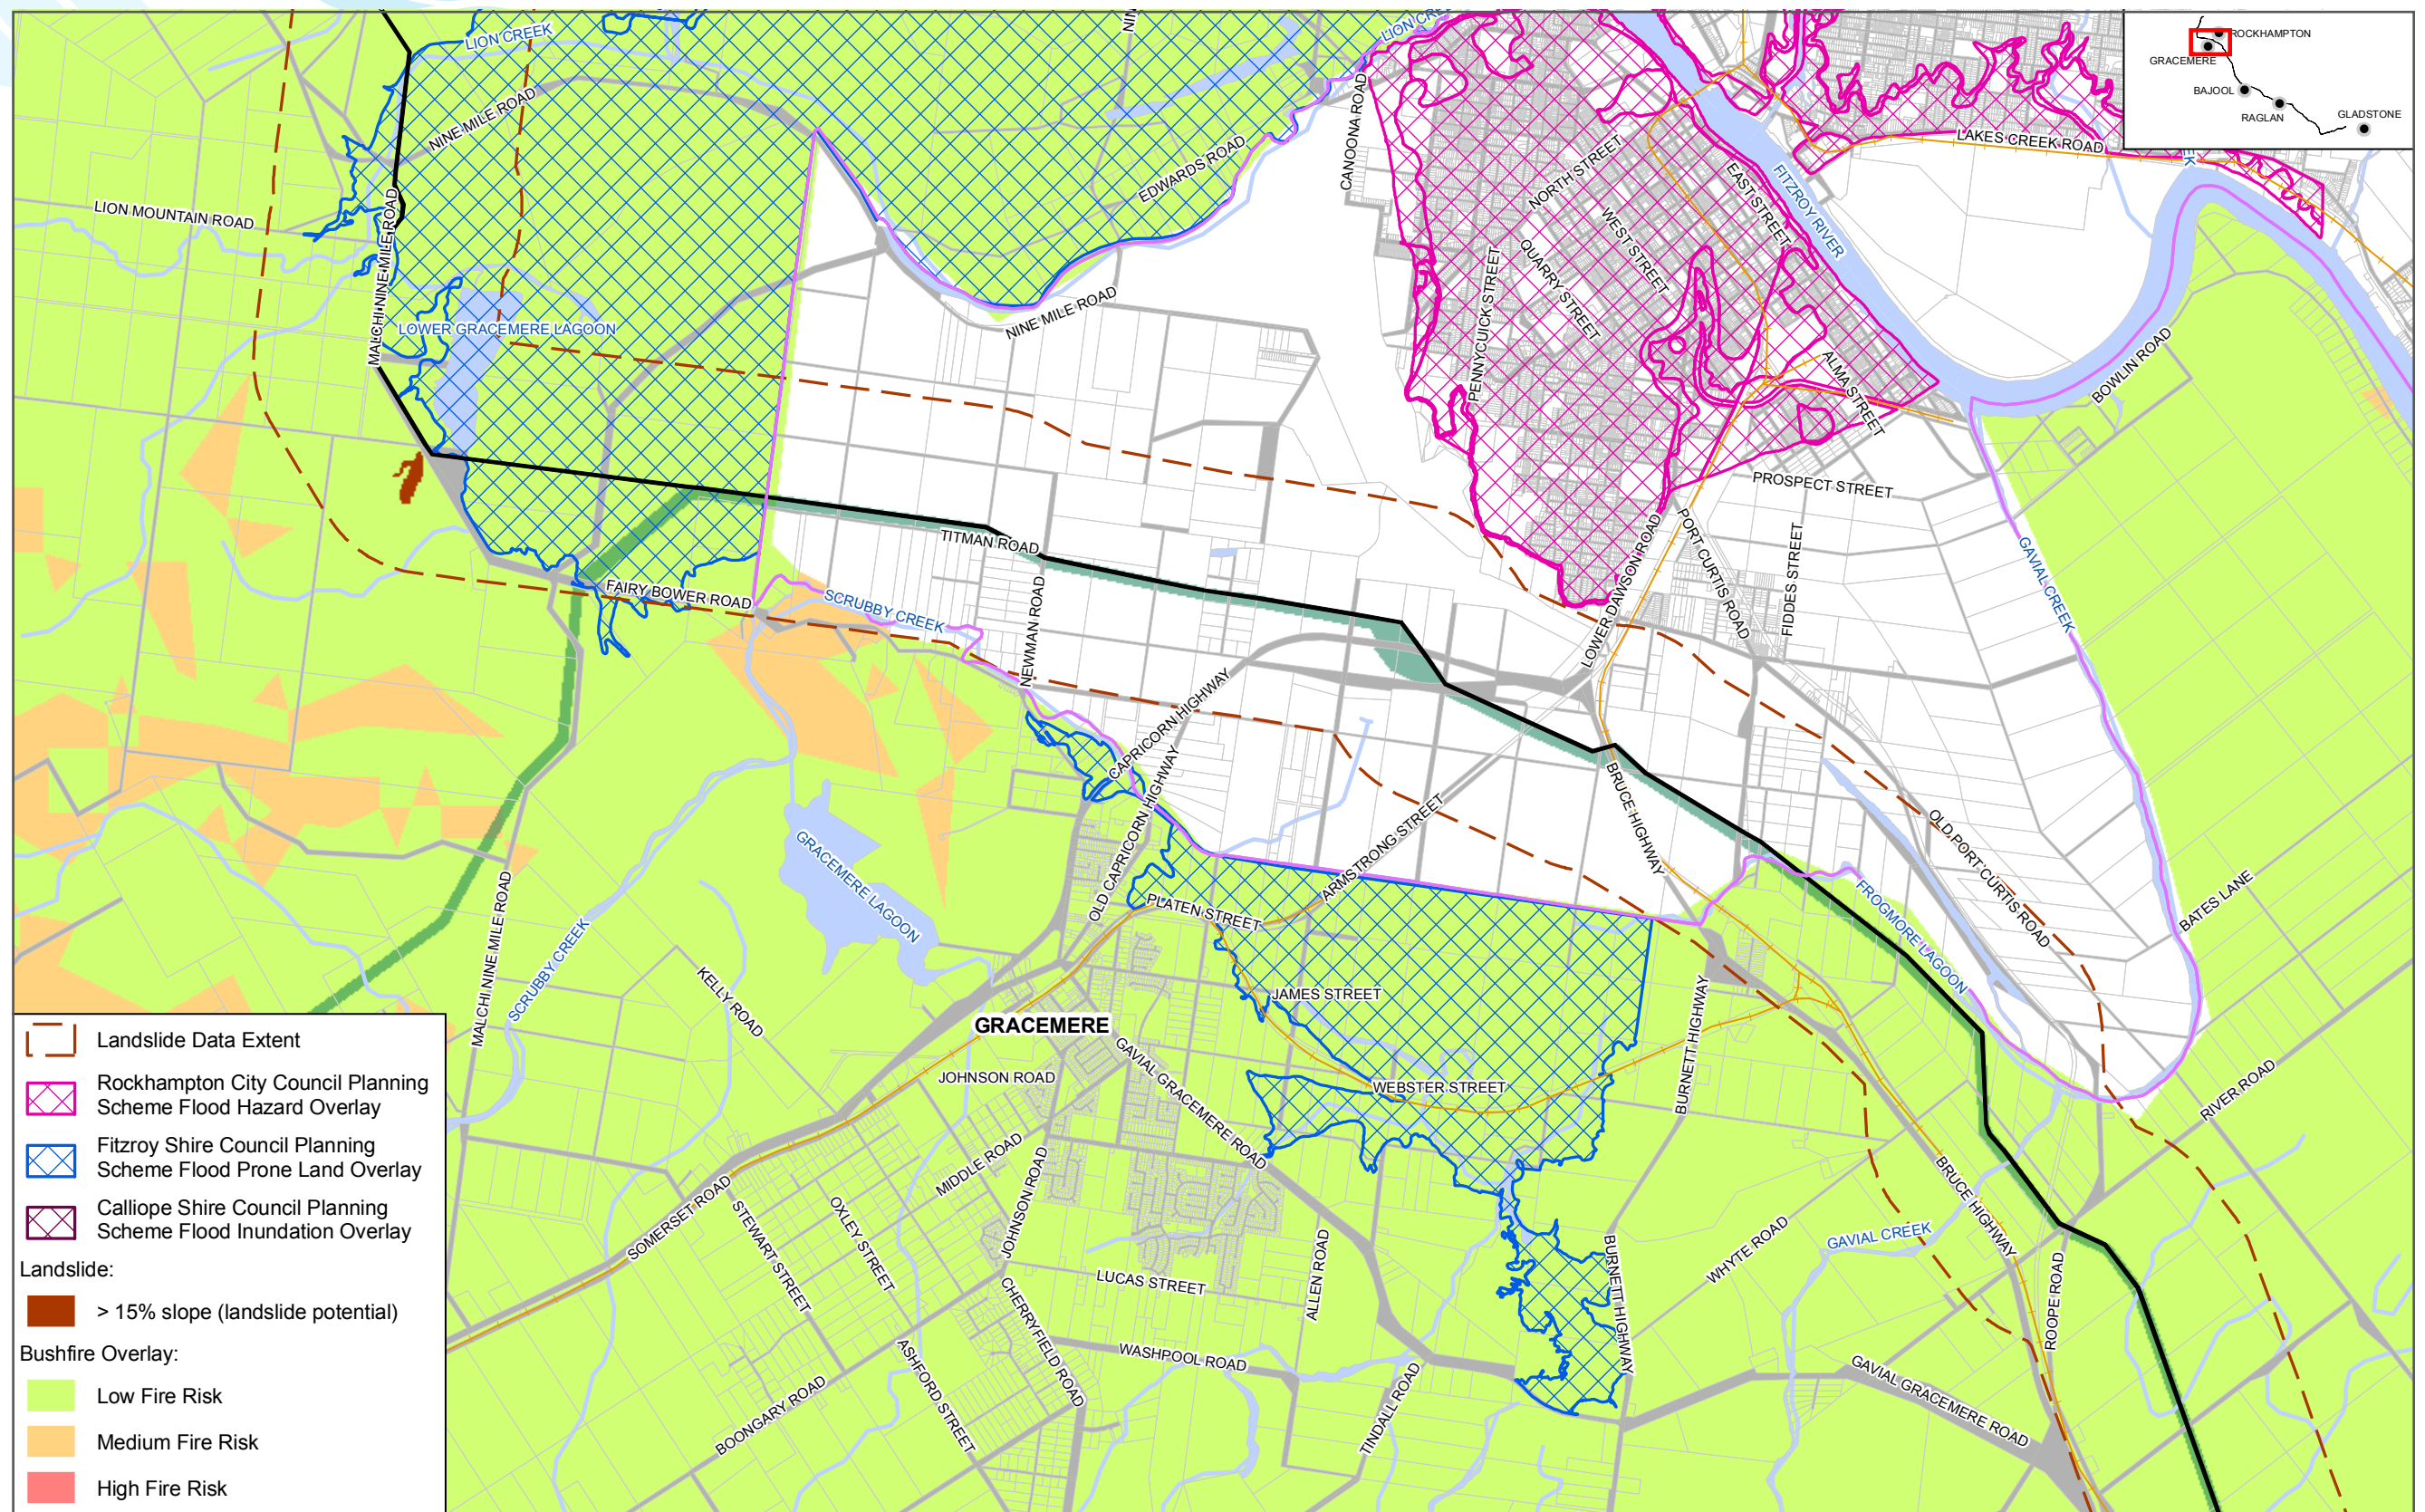 LION CREEK
NINE MILE ROAD
LION MOUNTAIN ROAD
MALCHI NINE MILE ROAD
LOWER GRACEMERE LAGOON
EDWARDS ROAD
NINE MILE ROAD
CANOONA ROAD
NORTH STREET
WEST STREET
QUARRY STREET
PENNYCUICK STREET
EAST STREET
FITZROY RIVER
LAKES CREEK ROAD
ROCKHAMPTON
GRACEMERE
BAJOOL
RAGLAN
GLADSTONE
ALMA STREET
BOWLIN ROAD
PROSPECT STREET
PORT CURTIS ROAD
FIDDES STREET
LOWER DAWSON ROAD
GAVIAL CREEK
TITMAN ROAD
FAIRY BOWER ROAD
SCRUBBY CREEK
NEWMAN ROAD
CAPRICORN HIGHWAY
OLD CAPRICORN HIGHWAY
BRUCE HIGHWAY
ARMSTRONG STREET
PLATEN STREET
OLD PORT CURTIS ROAD
FROGMORE LAGOON
BATES LANE
GRACEMERE LAGOON
MALCHI NINE MILE ROAD
SCRUBBY CREEK
KELLY ROAD
JAMES STREET
GRACEMERE
BURNETT HIGHWAY
JOHNSON ROAD
GAVIAL GRACEMERE ROAD
WEBSTER STREET
RIVER ROAD
MIDDLE ROAD
JOHNSON ROAD
SOMERSET ROAD
STEWART STREET
OXLEY STREET
LUCAS STREET
ALLEN ROAD
BURNETT HIGHWAY
WHYTE ROAD
GAVIAL CREEK
BRUCE HIGHWAY
ROOPE ROAD
CHERRYFIELD ROAD
WASHPOOL ROAD
ASHFORD STREET
BOONGARY ROAD
TINDALL ROAD
GAVIAL GRACEMERE ROAD
Landslide Data Extent
Rockhampton City Council Planning
Scheme Flood Hazard Overlay
Fitzroy Shire Council Planning
Scheme Flood Prone Land Overlay
Calliope Shire Council Planning
Scheme Flood Inundation Overlay
Landslide:
> 15% slope (landslide potential)
Bushfire Overlay:
Low Fire Risk
Medium Fire Risk
High Fire Risk